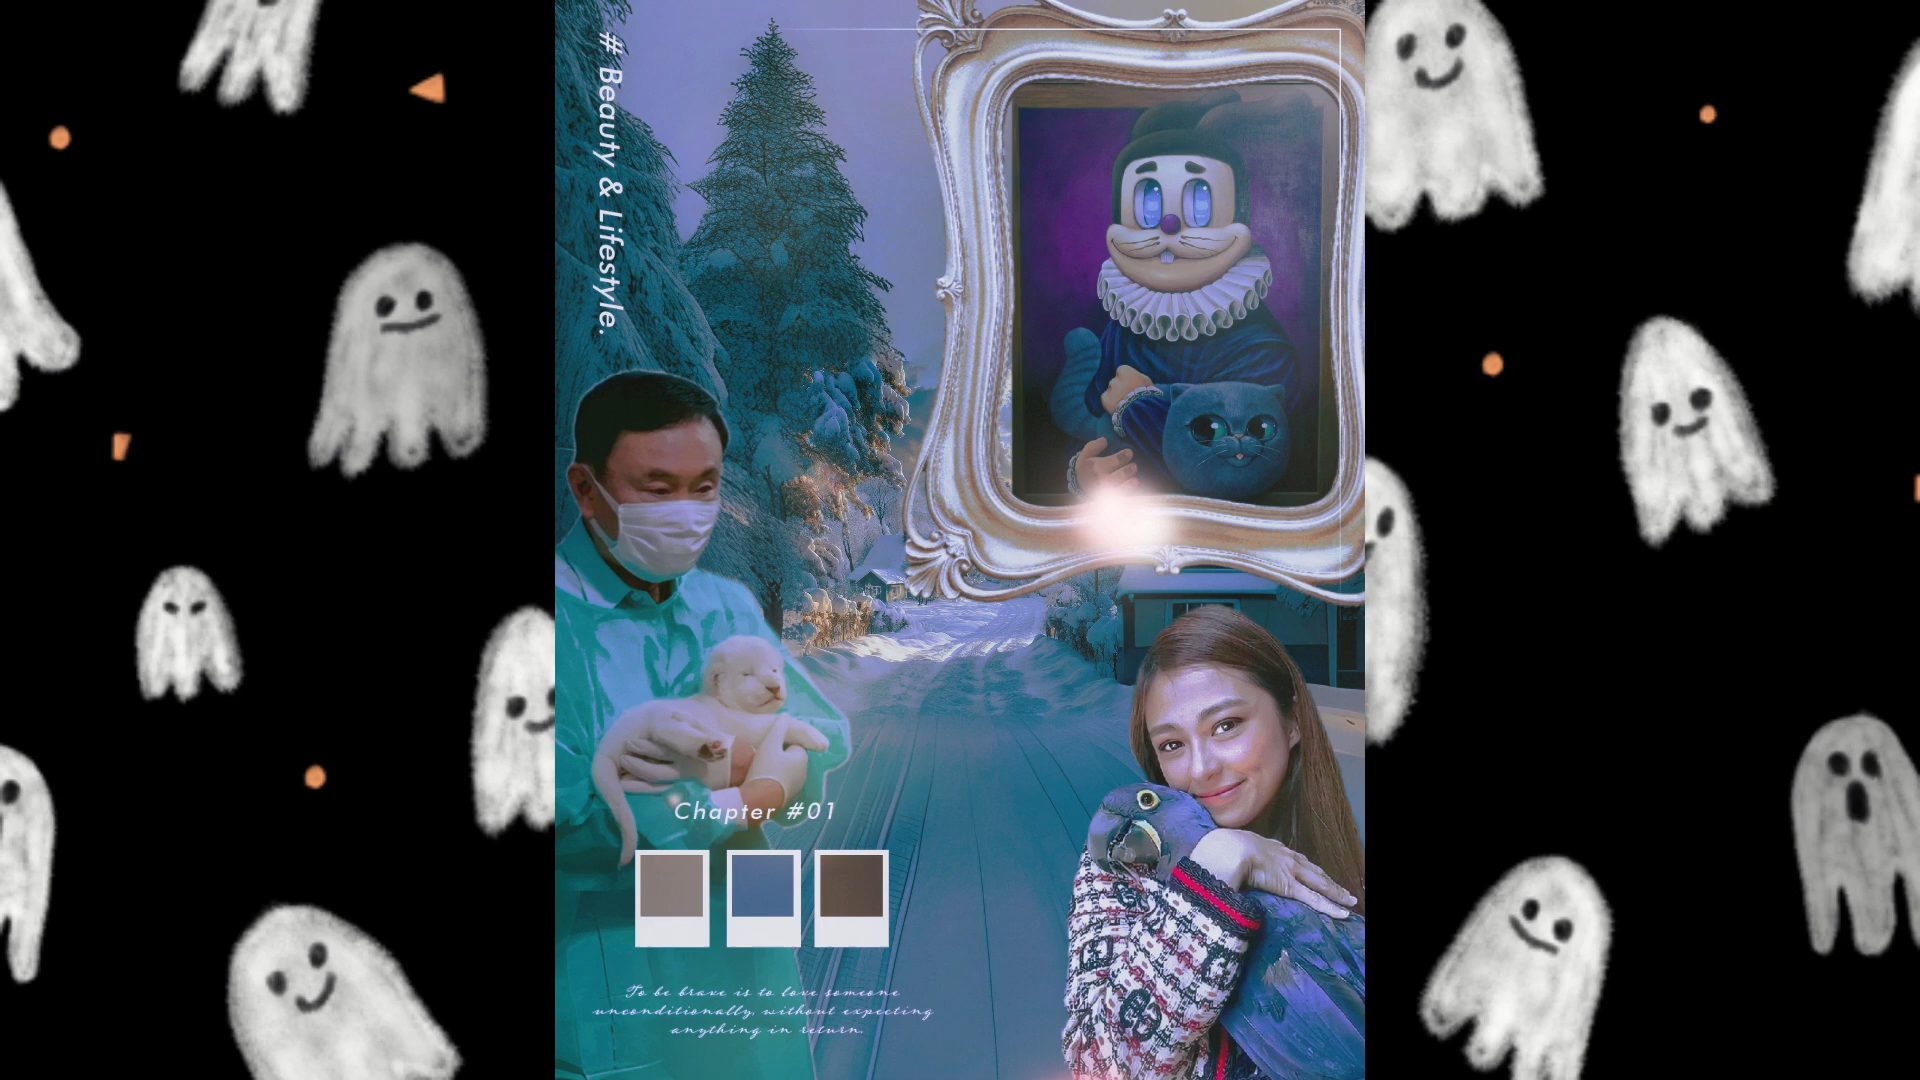 # Beauty & Lifestyle.
Chapter #01
To be brave is to love someone
unconditionally, without expecting
anything in return.